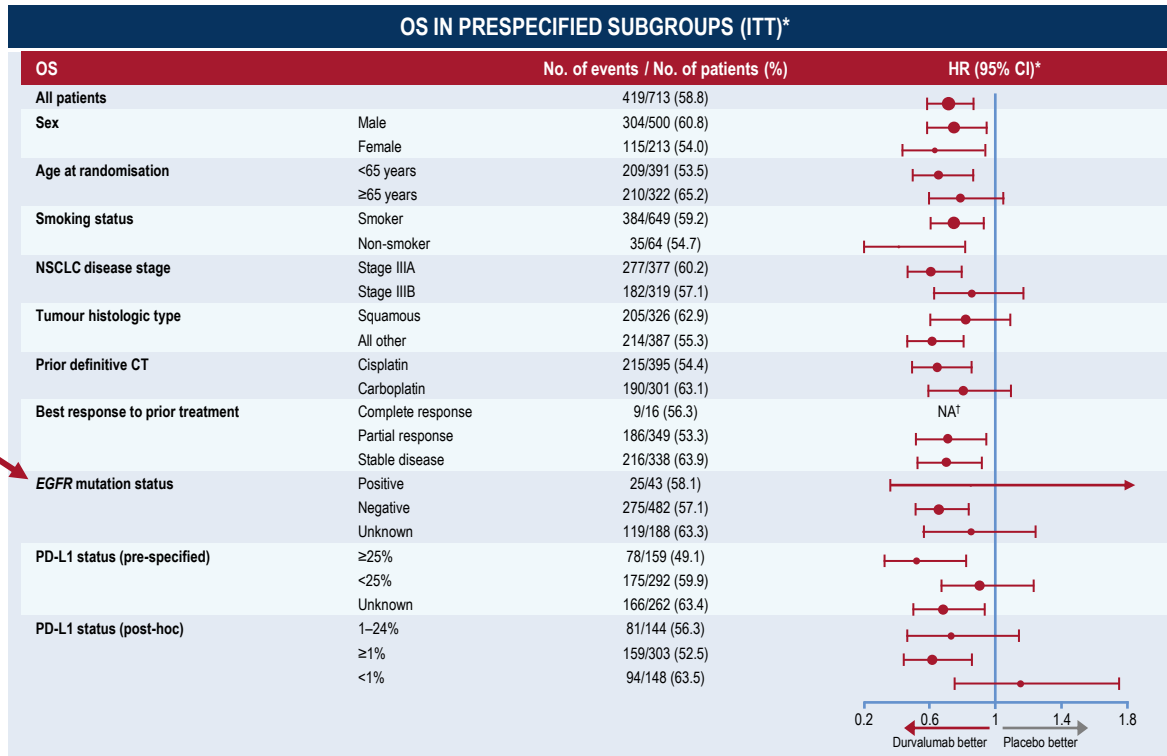 OS IN PRESPECIFIED SUBGROUPS (ITT)*
OS No. of events / No. of patients (%) HR (95% CI)*
All patients 419/713 (58.8)
Sex Male 304/500 (60.8)
Female 115/213 (54.0)
Age at randomisation <65 years 209/391 (53.5)
≥65 years 210/322 (65.2)
Smoking status Smoker 384/649 (59.2)
Non-smoker 35/64 (54.7)
NSCLC disease stage Stage IIIA 277/377 (60.2)
Stage IIIB 182/319 (57.1)
Tumour histologic type Squamous 205/326 (62.9)
All other 214/387 (55.3)
Prior definitive CT Cisplatin 215/395 (54.4)
Carboplatin 190/301 (63.1)
Best response to prior treatment Complete response 9/16 (56.3) NA†
Partial response 186/349 (53.3)
Stable disease 216/338 (63.9)
EGFR mutation status Positive 25/43 (58.1)
Negative 275/482 (57.1)
Unknown 119/188 (63.3)
PD-L1 status (pre-specified) ≥25% 78/159 (49.1)
<25% 175/292 (59.9)
Unknown 166/262 (63.4)
PD-L1 status (post-hoc) 1–24% 81/144 (56.3)
≥1% 159/303 (52.5)
<1% 94/148 (63.5)
0.2 0.6 1 1.4 1.8
Durvalumab better Placebo better